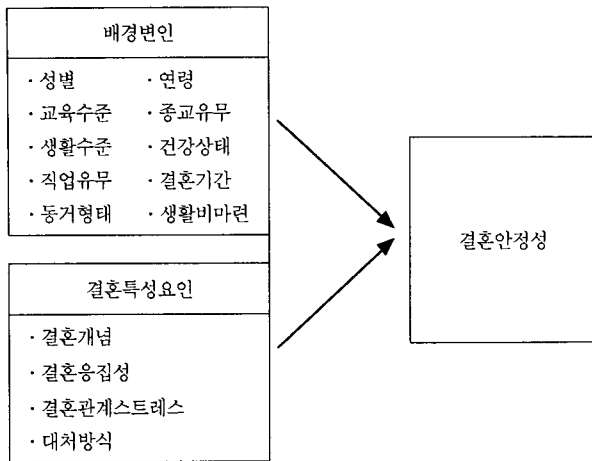 배경변인
· 성별 · 연령
· 교육수준 · 종교유무
· 생활수준 · 건강상태
· 직업유무 · 결혼기간
· 동거형태 · 생활비마련
결혼안정성
결혼특성요인
· 결혼개념
· 결혼응집성
· 결혼관계스트레스
· 대처방식